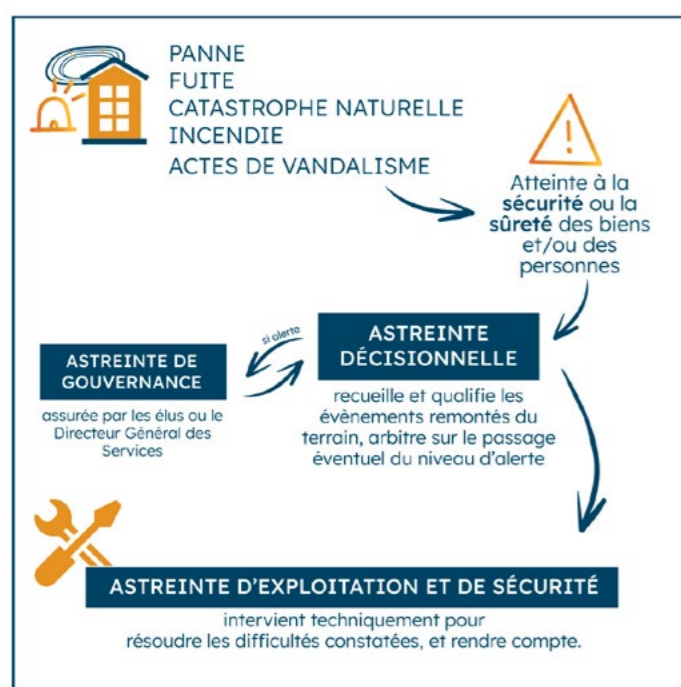 PANNE
FUITE
CATASTROPHE NATURELLE
INCENDIE
ACTES DE VANDALISME
Atteinte à la
sécurité ou la
sûreté des biens
et/ou des
personnes
si alerte
ASTREINTE
DÉCISIONNELLE
recueille et qualifie les
évènements remontés du
terrain, arbitre sur le passage
éventuel du niveau d'alerte
ASTREINTE DE
GOUVERNANCE
assurée par les élus ou le
Directeur Général des
Services
ASTREINTE D'EXPLOITATION ET DE SÉCURITÉ
intervient techniquement pour
résoudre les difficultés constatées, et rendre compte.